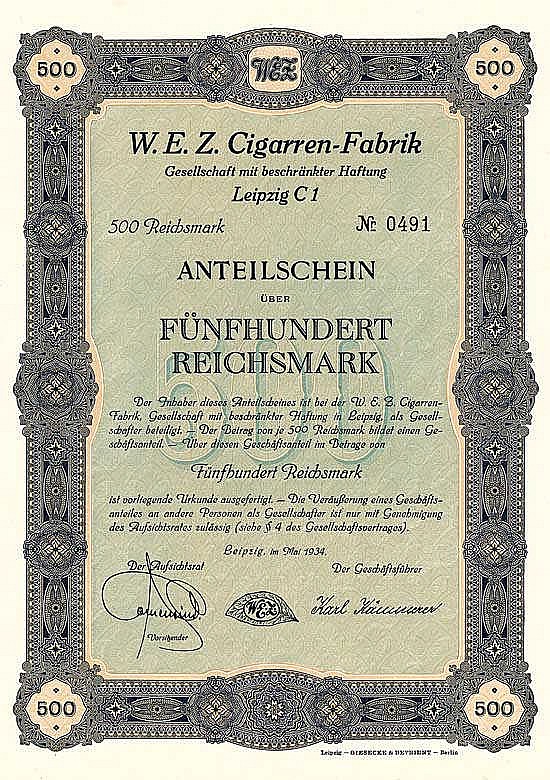 500 WEZ 500
W. E. Z. Cigarren-Fabrik
Gesellschaft mit beschränkter Haftung
Leipzig C 1
500 Reichsmark № 0491
ANTEILSCHEIN
ÜBER
FÜNFHUNDERT
REICHSMARK
500
Der Inhaber dieses Anteilscheines ist bei der W. E. Z. Cigarren-
Fabrik, Gesellschaft mit beschränkter Haftung in Leipzig, als Gesell-
schafter beteiligt. — Der Betrag von je 500 Reichsmark bildet einen Ge-
schäftsanteil. — Über diesen Geschäftsanteil im Betrage von
Fünfhundert Reichsmark
ist vorliegende Urkunde ausgefertigt. — Die Veräußerung eines Geschäfts-
anteiles an andere Personen als Gesellschafter ist nur mit Genehmigung
des Aufsichtsrates zulässig (siehe § 4 des Gesellschaftsvertrages).
Leipzig, im Mai 1934.
Der Aufsichtsrat Der Geschäftsführer
WEZ Karl Kämmerer
Vorsitzender
500 500
Leipzig — GIESECKE & DEVRIENT — Berlin